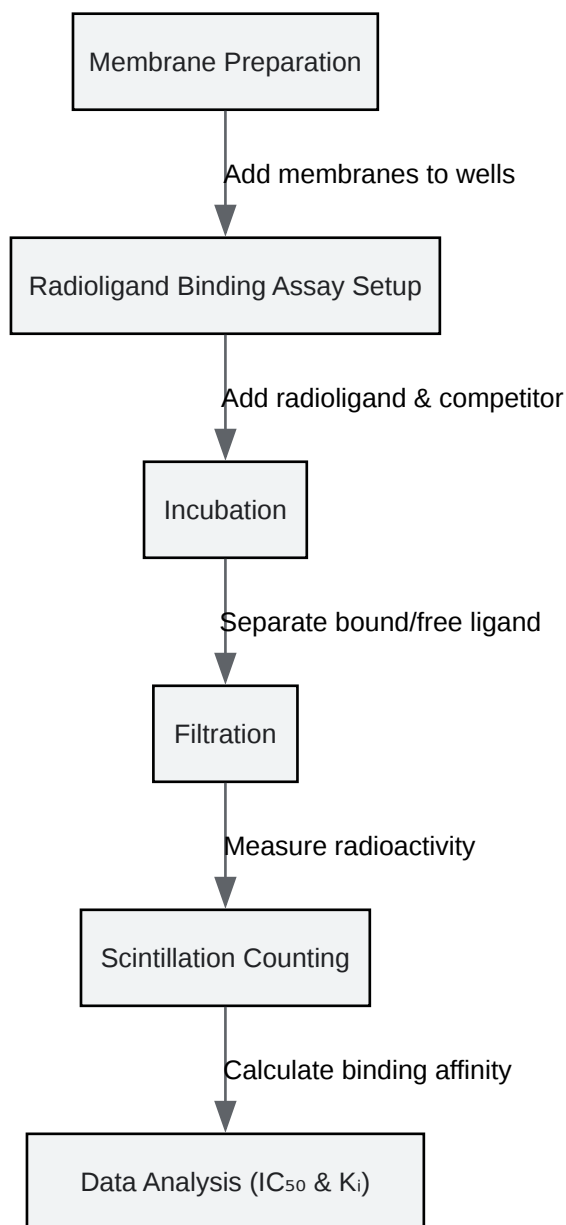 Membrane Preparation
Add membranes to wells
Radioligand Binding Assay Setup
Add radioligand & competitor
Incubation
Separate bound/free ligand
Filtration
Measure radioactivity
Scintillation Counting
Calculate binding affinity
Data Analysis (IC₅₀ & Kᵢ)